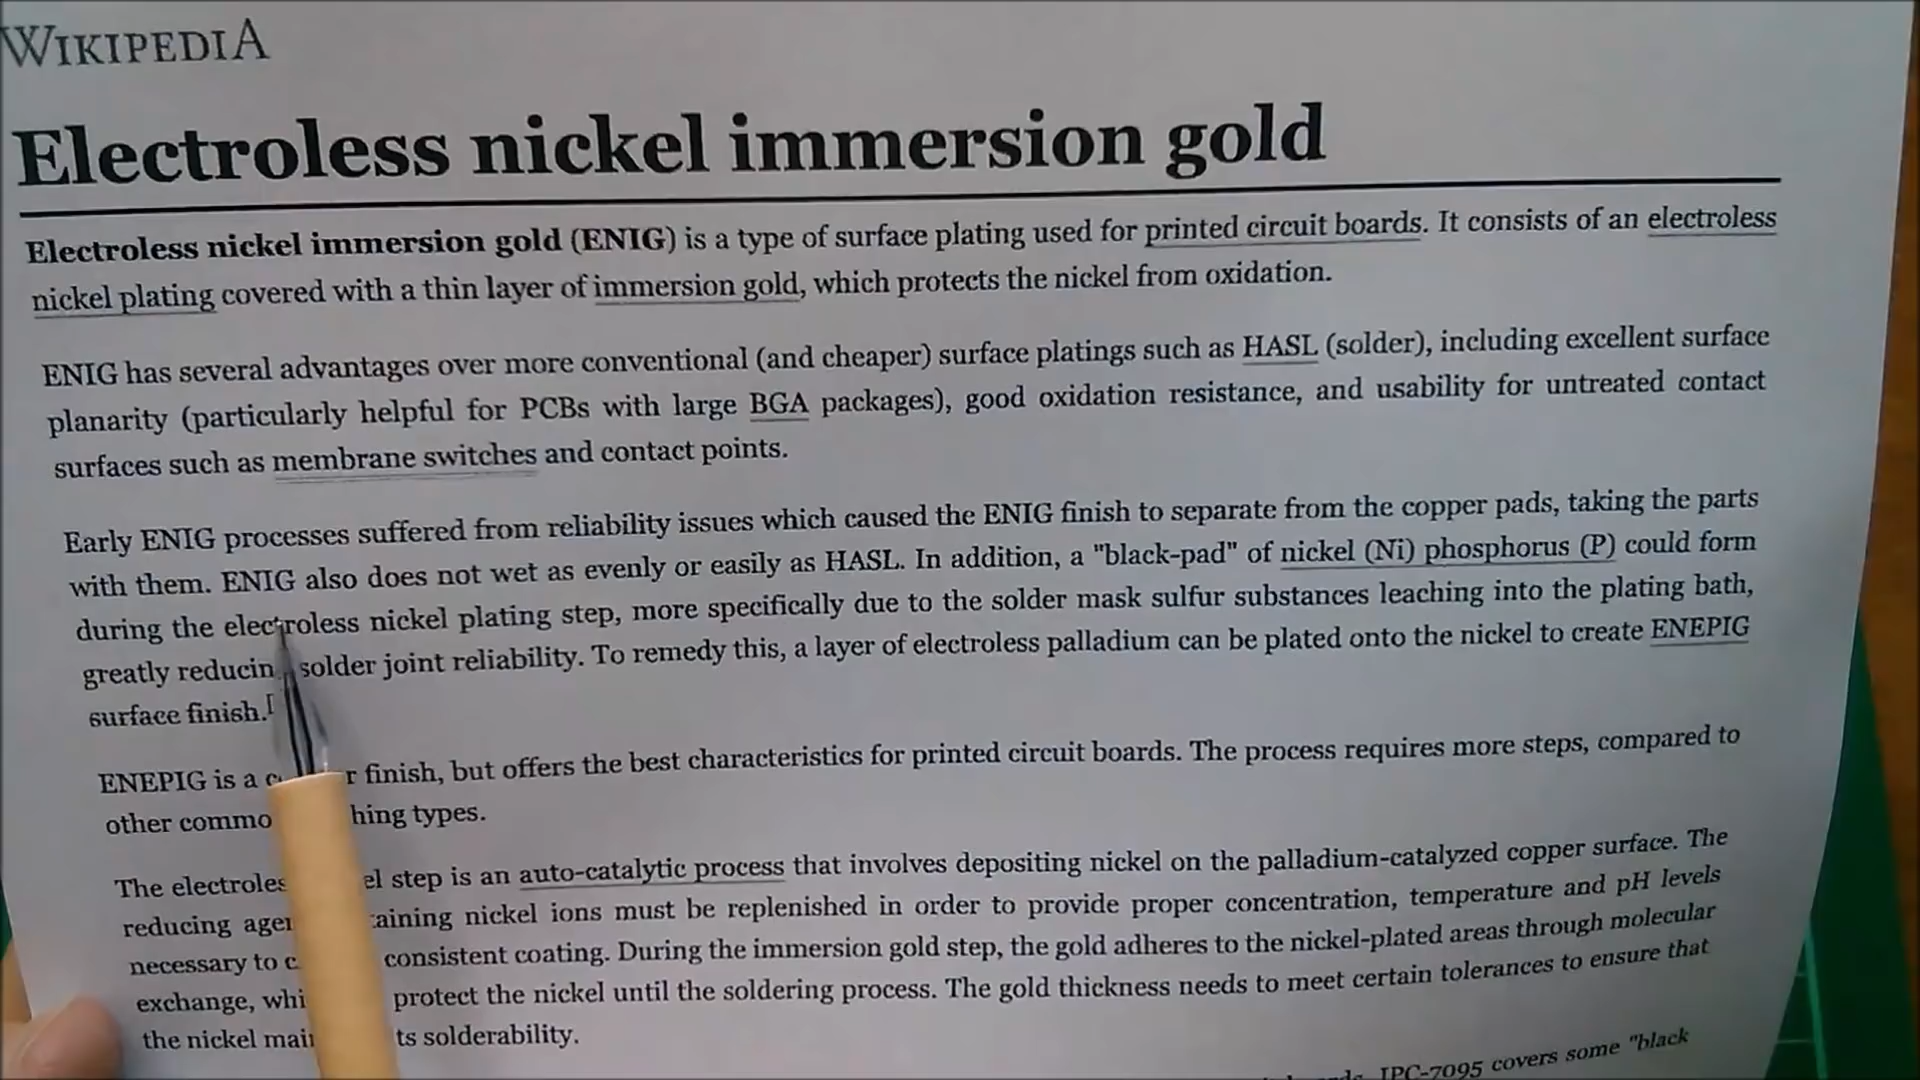 WIKIPEDIA
Electroless nickel immersion gold
Electroless nickel immersion gold (ENIG) is a type of surface plating used for printed circuit boards. It consists of an electroless
nickel plating covered with a thin layer of immersion gold, which protects the nickel from oxidation.
ENIG has several advantages over more conventional (and cheaper) surface platings such as HASL (solder), including excellent surface
planarity (particularly helpful for PCBs with large BGA packages), good oxidation resistance, and usability for untreated contact
surfaces such as membrane switches and contact points.
Early ENIG processes suffered from reliability issues which caused the ENIG finish to separate from the copper pads, taking the parts
with them. ENIG also does not wet as evenly or easily as HASL. In addition, a "black-pad" of nickel (Ni) phosphorus (P) could form
during the electroless nickel plating step, more specifically due to the solder mask sulfur substances leaching into the plating bath,
greatly reducin solder joint reliability. To remedy this, a layer of electroless palladium can be plated onto the nickel to create ENEPIG
surface finish.[
ENEPIG is a finish, but offers the best characteristics for printed circuit boards. The process requires more steps, compared to
other commo hing types.
The electroles el step is an auto-catalytic process that involves depositing nickel on the palladium-catalyzed copper surface. The
reducing agen taining nickel ions must be replenished in order to provide proper concentration, temperature and pH levels
necessary to c consistent coating. During the immersion gold step, the gold adheres to the nickel-plated areas through molecular
exchange, whi protect the nickel until the soldering process. The gold thickness needs to meet certain tolerances to ensure that
the nickel mai ts solderability.
IPC-7095 covers some "black